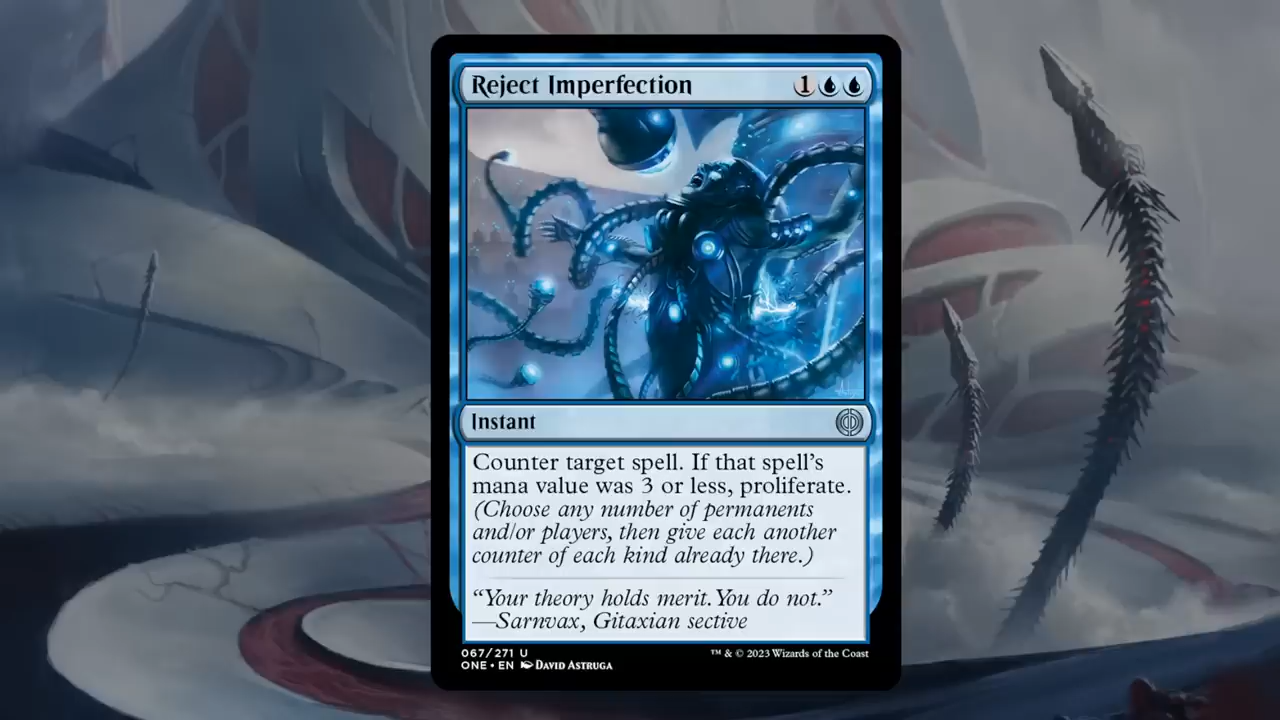 Reject Imperfection 1
Instant
Counter target spell. If that spell's
mana value was 3 or less, proliferate.
(Choose any number of permanents
and/or players, then give each another
counter of each kind already there.)
“Your theory holds merit. You do not.”
—Sarnvax, Gitaxian sective
067/271 U
ONE • EN DAVID ASTRUGA
™ & © 2023 Wizards of the Coast